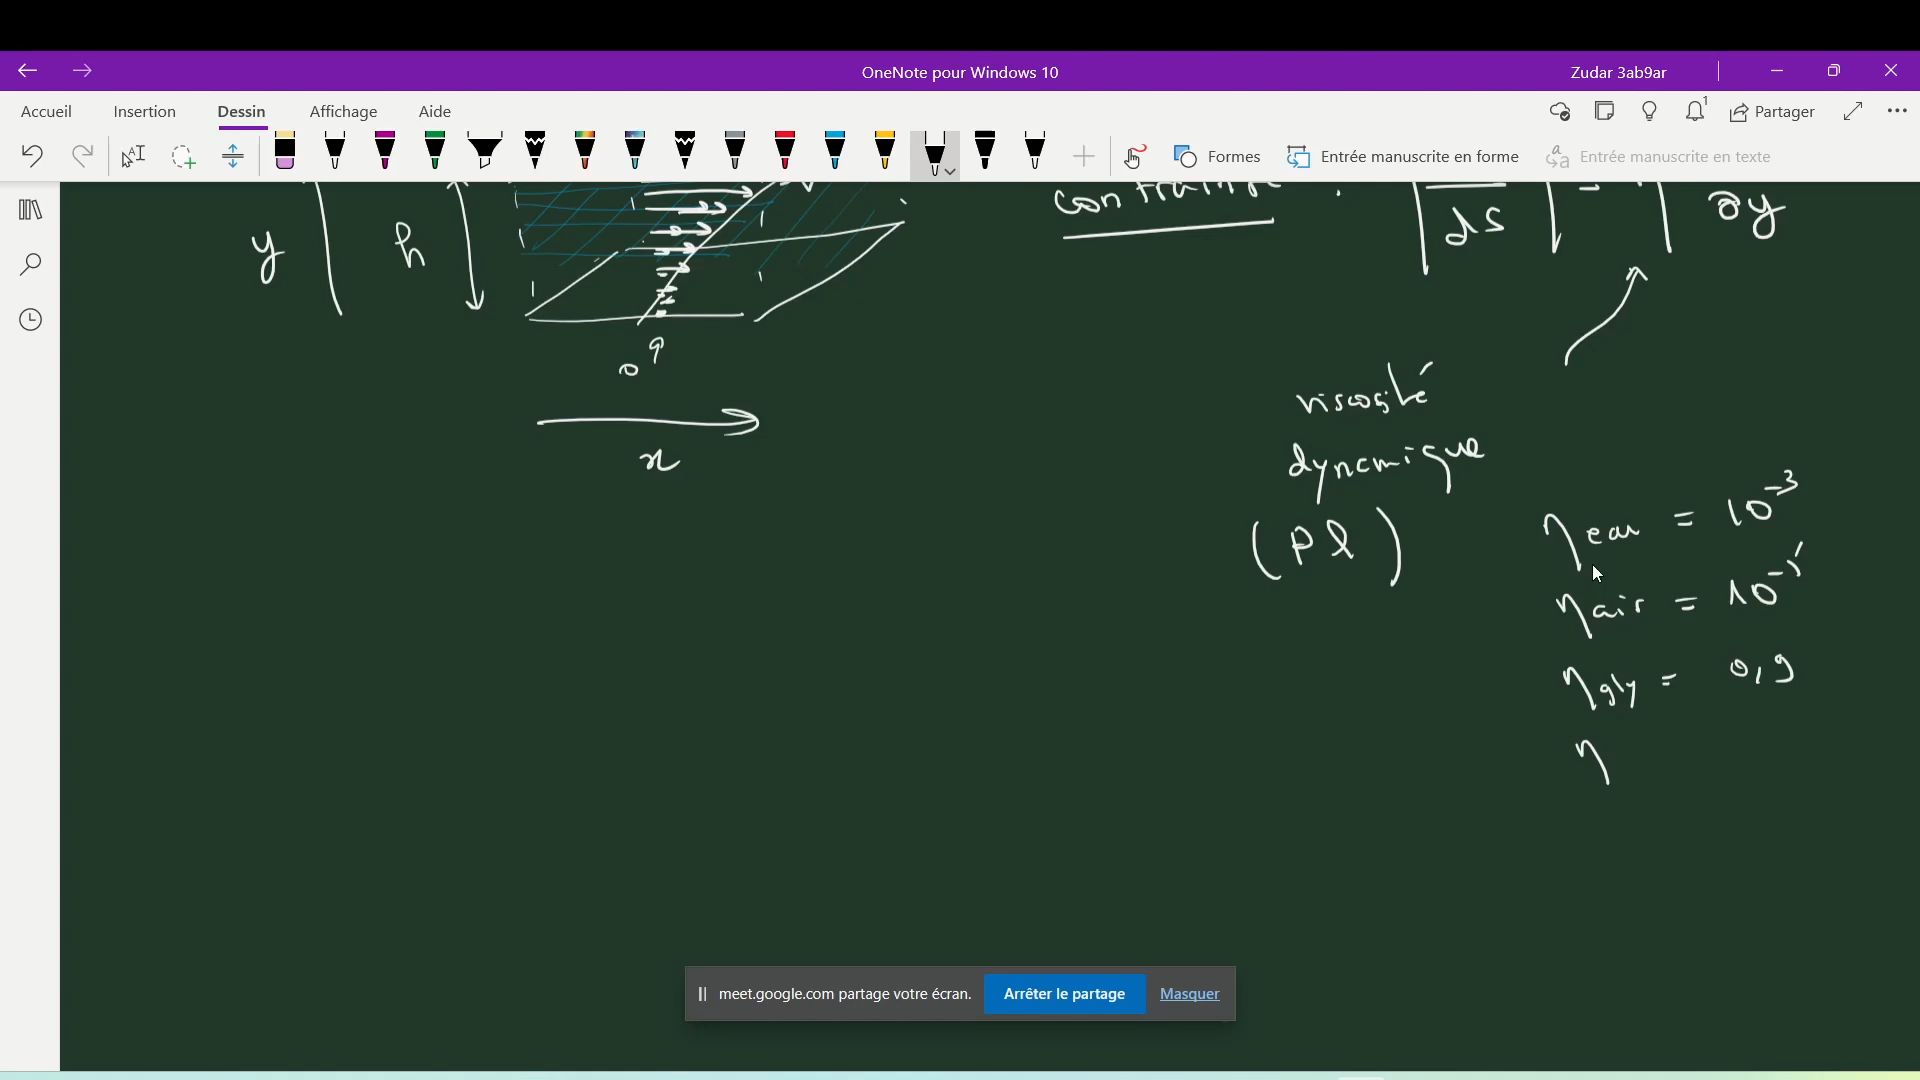 OneNote pour Windows 10
Zudar 3ab9ar
Accueil Insertion Dessin Affichage Aide
1
Partager
Formes
Entrée manuscrite en forme
Entrée manuscrite en texte
contrainte :
dS
∂y
y
h
0
x
viscosité
dynamique
(Pl)
η eau = 10⁻³
η air = 10⁻⁵
η gly = 0,9
η
meet.google.com partage votre écran.
Arrêter le partage
Masquer